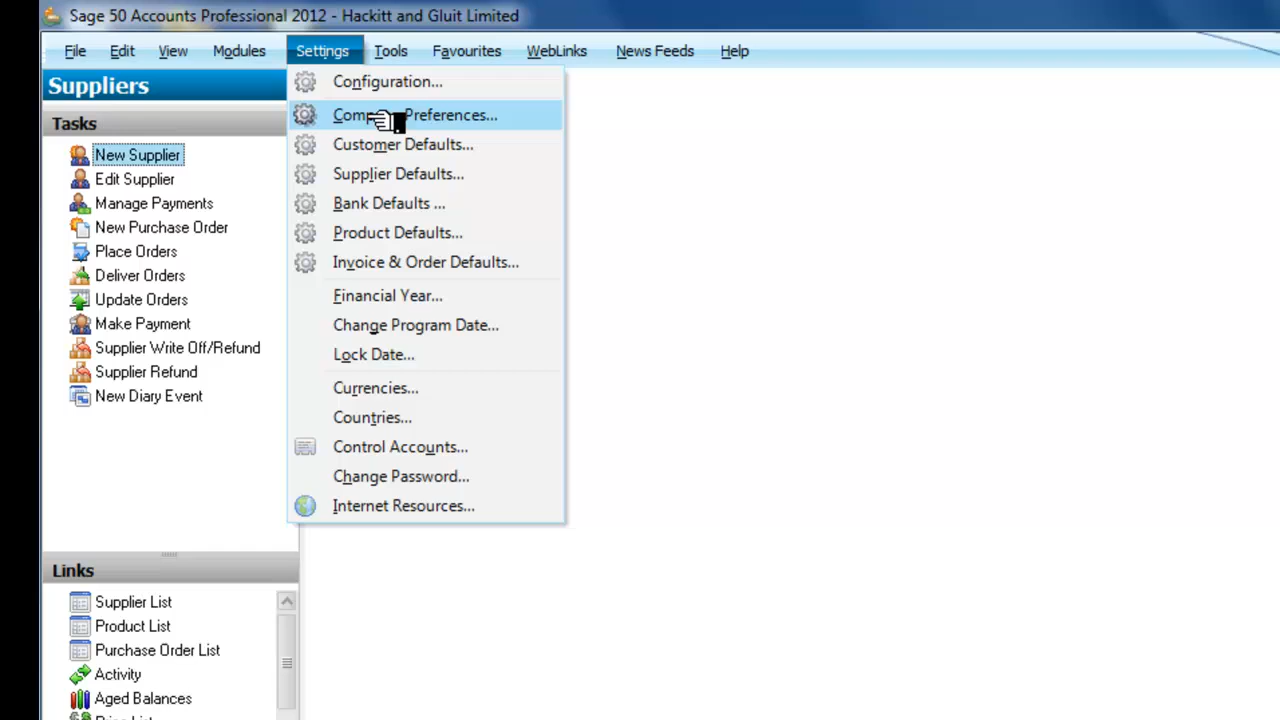 Sage 50 Accounts Professional 2012 - Hackitt and Gluit Limited
File Edit View Modules Settings Tools Favourites WebLinks News Feeds Help
Suppliers
Tasks
New Supplier
Edit Supplier
Manage Payments
New Purchase Order
Place Orders
Deliver Orders
Update Orders
Make Payment
Supplier Write Off/Refund
Supplier Refund
New Diary Event
Configuration...
Preferences...
Customer Defaults...
Supplier Defaults...
Bank Defaults ...
Product Defaults...
Invoice & Order Defaults...
Financial Year...
Change Program Date...
Lock Date...
Currencies...
Countries...
Control Accounts...
Change Password...
Internet Resources...
Links
Supplier List
Product List
Purchase Order List
Activity
Aged Balances